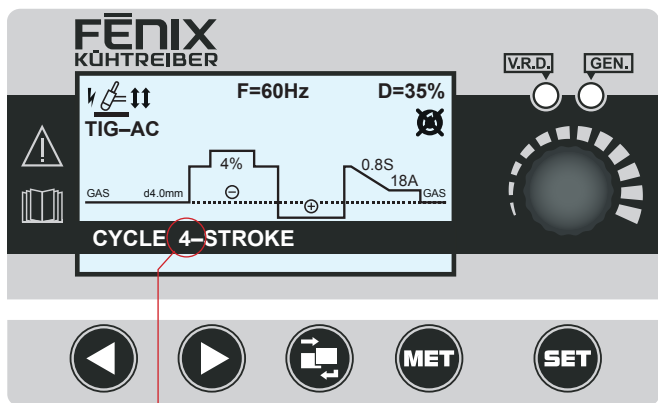 FĒNIX
KÜHTREIBER
V.R.D. GEN.
F=60Hz D=35%
TIG–AC
4% 0.8S
18A
GAS d4.0mm GAS
CYCLE 4–STROKE
MET SET